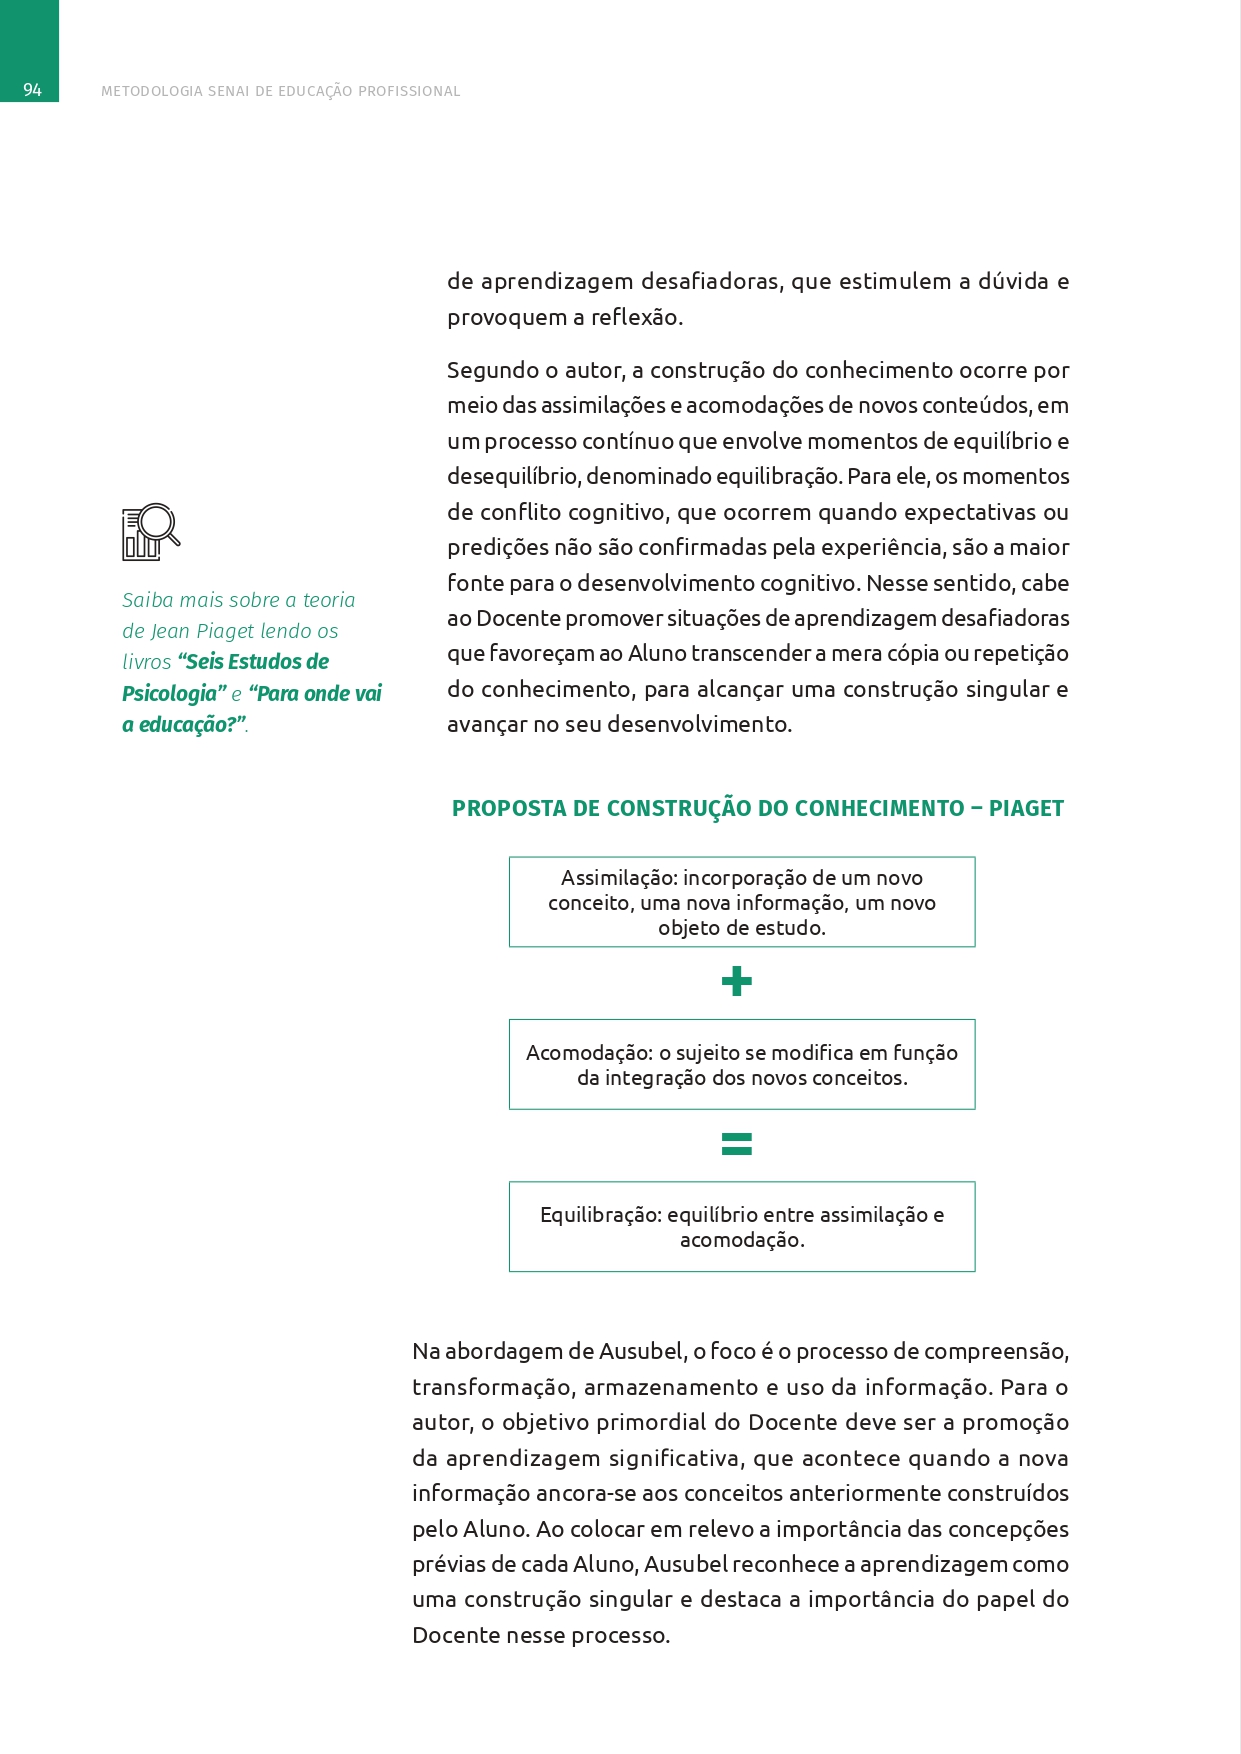 94
METODOLOGIA SENAI DE EDUCAÇÃO PROFISSIONAL
de aprendizagem desafiadoras, que estimulem a dúvida e
provoquem a reflexão.
Segundo o autor, a construção do conhecimento ocorre por
meio das assimilações e acomodações de novos conteúdos, em
um processo contínuo que envolve momentos de equilíbrio e
desequilíbrio, denominado equilibração. Para ele, os momentos
de conflito cognitivo, que ocorrem quando expectativas ou
predições não são confirmadas pela experiência, são a maior
fonte para o desenvolvimento cognitivo. Nesse sentido, cabe
ao Docente promover situações de aprendizagem desafiadoras
que favoreçam ao Aluno transcender a mera cópia ou repetição
do conhecimento, para alcançar uma construção singular e
avançar no seu desenvolvimento.
Saiba mais sobre a teoria
de Jean Piaget lendo os
livros “Seis Estudos de
Psicologia” e “Para onde vai
a educação?”.
PROPOSTA DE CONSTRUÇÃO DO CONHECIMENTO – PIAGET
Assimilação: incorporação de um novo
conceito, uma nova informação, um novo
objeto de estudo.
+
Acomodação: o sujeito se modifica em função
da integração dos novos conceitos.
=
Equilibração: equilíbrio entre assimilação e
acomodação.
Na abordagem de Ausubel, o foco é o processo de compreensão,
transformação, armazenamento e uso da informação. Para o
autor, o objetivo primordial do Docente deve ser a promoção
da aprendizagem significativa, que acontece quando a nova
informação ancora-se aos conceitos anteriormente construídos
pelo Aluno. Ao colocar em relevo a importância das concepções
prévias de cada Aluno, Ausubel reconhece a aprendizagem como
uma construção singular e destaca a importância do papel do
Docente nesse processo.